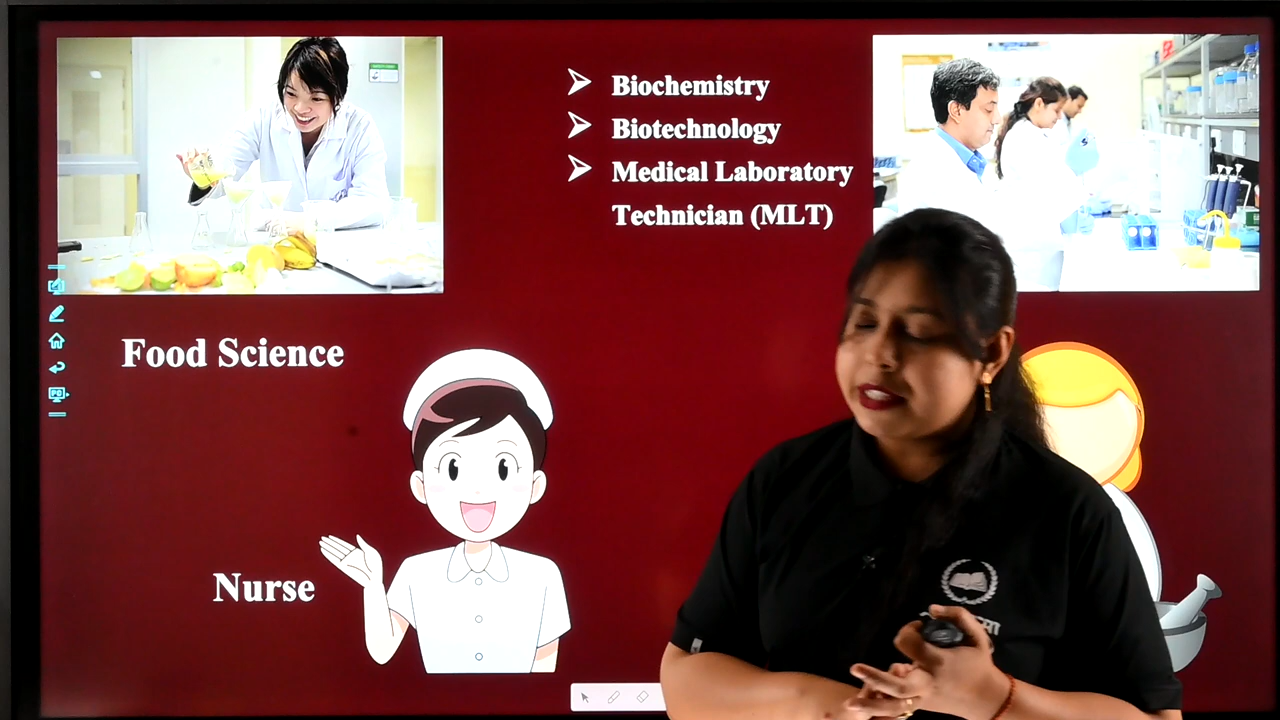 Biochemistry
Biotechnology
Medical Laboratory
Technician (MLT)
Food Science
Nurse